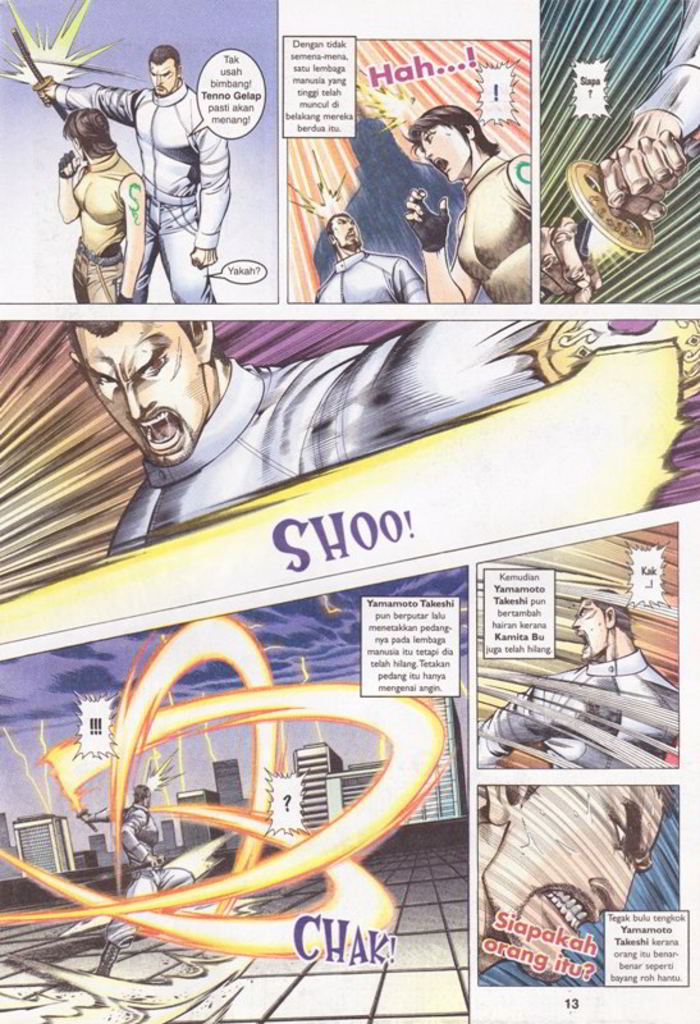 Tak
usah
bimbang!
Tenno Gelap
pasti akan
menang!
Yakah?
Dengan tidak
semena-mena,
satu lembaga
manusia yang
tinggi telah
muncul di
belakang mereka
berdua itu.
Hah...!
!
Siapa
?
SHOO!
Yamamoto Takeshi
pun berputar lalu
menetakkan pedang-
nya pada lembaga
manusia itu tetapi dia
telah hilang. Tetakan
pedang itu hanya
mengenai angin.
!!!
?
CHAK!
Kemudian
Yamamoto
Takeshi pun
bertambah
hairan kerana
Kamita Bu
juga telah hilang.
Kak
...!
Siapakah
orang itu?
Tegak bulu tengkok
Yamamoto
Takeshi kerana
orang itu benar-
benar seperti
bayang roh hantu.
13